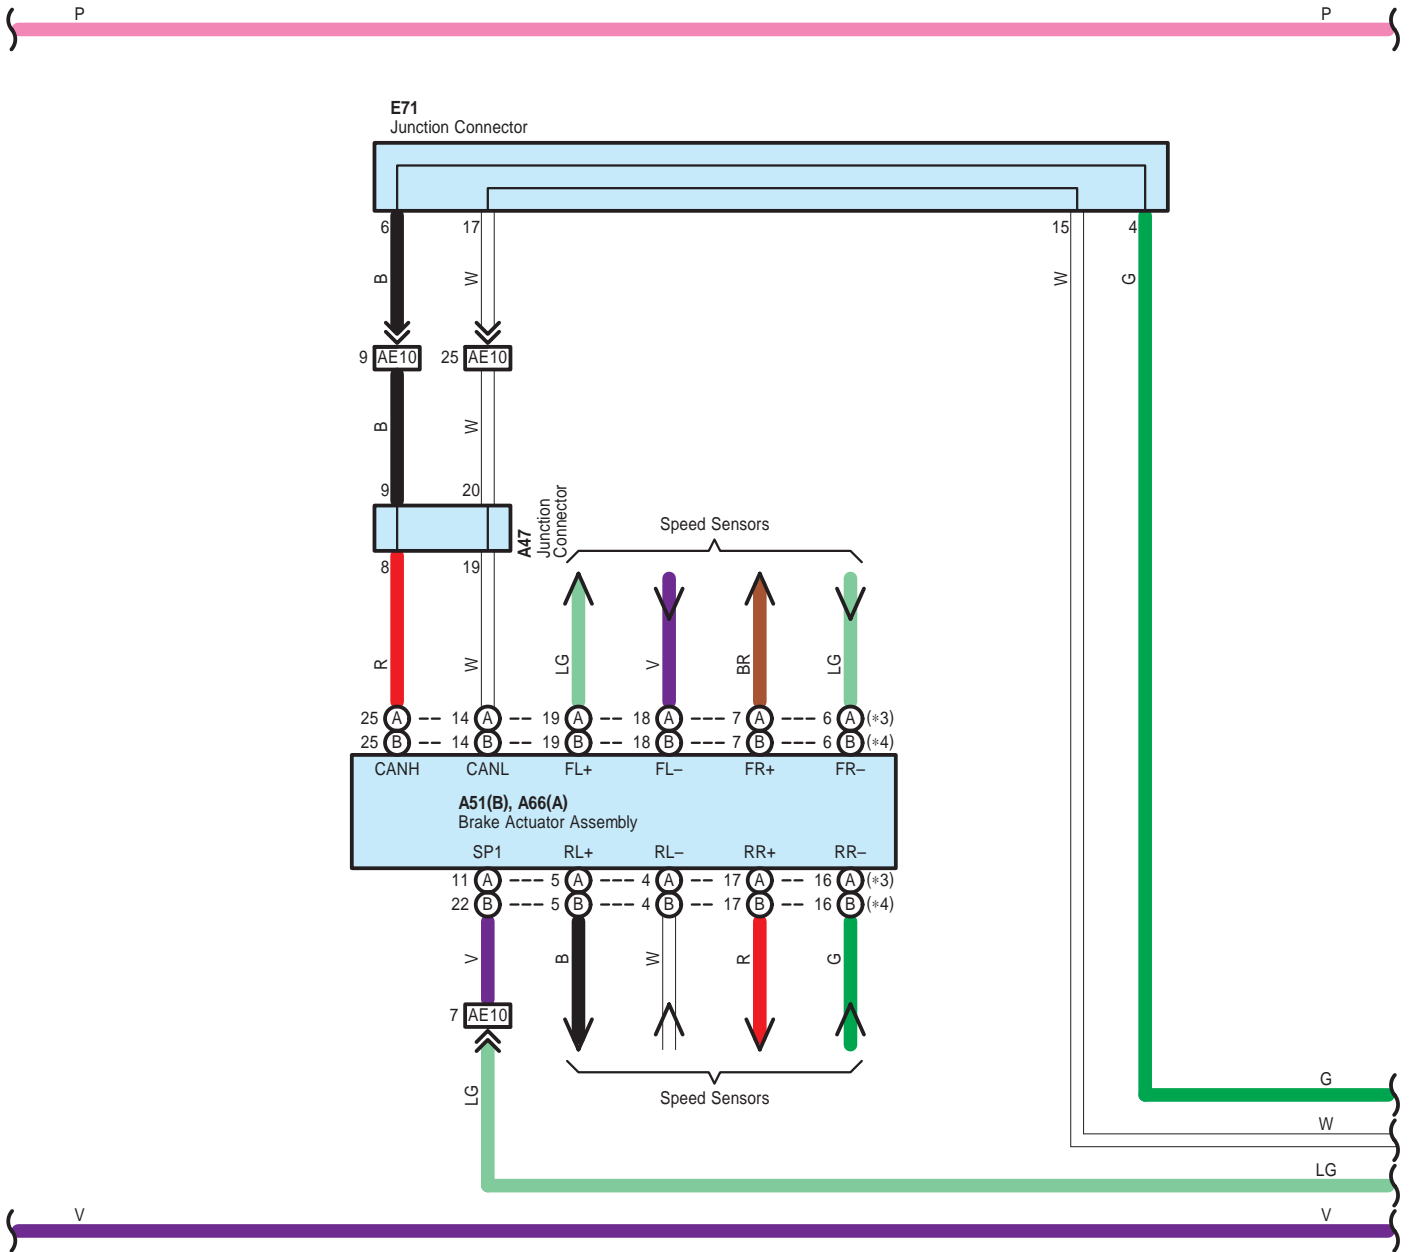 P P
E71
Junction Connector
6 17 15 4
B W W G
9 AE10 25 AE10
B W
9 20
A47
Junction
Connector
Speed Sensors
8 19
R W LG V BR LG
25 A 14 A 19 A 18 A 7 A 6 A (*3)
25 B 14 B 19 B 18 B 7 B 6 B (*4)
CANH CANL FL+ FL– FR+ FR–
A51(B), A66(A)
Brake Actuator Assembly
SP1 RL+ RL– RR+ RR–
11 A 5 A 4 A 17 A 16 A (*3)
22 B 5 B 4 B 17 B 16 B (*4)
V B W R G
7 AE10
Speed Sensors
LG
G
W
LG
V V